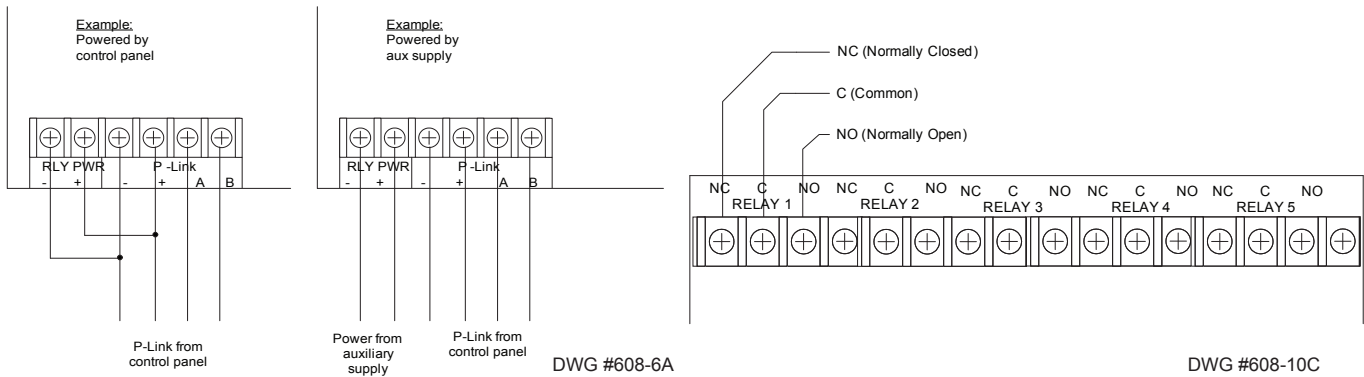 Example:
Powered by
control panel
RLY PWR P -Link
- + - + A B
P-Link from
control panel
Example:
Powered by
aux supply
RLY PWR P -Link
- + - + A B
Power from
auxiliary
supply
P-Link from
control panel
DWG #608-6A
NC (Normally Closed)
C (Common)
NO (Normally Open)
NC C NO NC C NO NC C NO NC C NO NC C NO
RELAY 1 RELAY 2 RELAY 3 RELAY 4 RELAY 5
DWG #608-10C